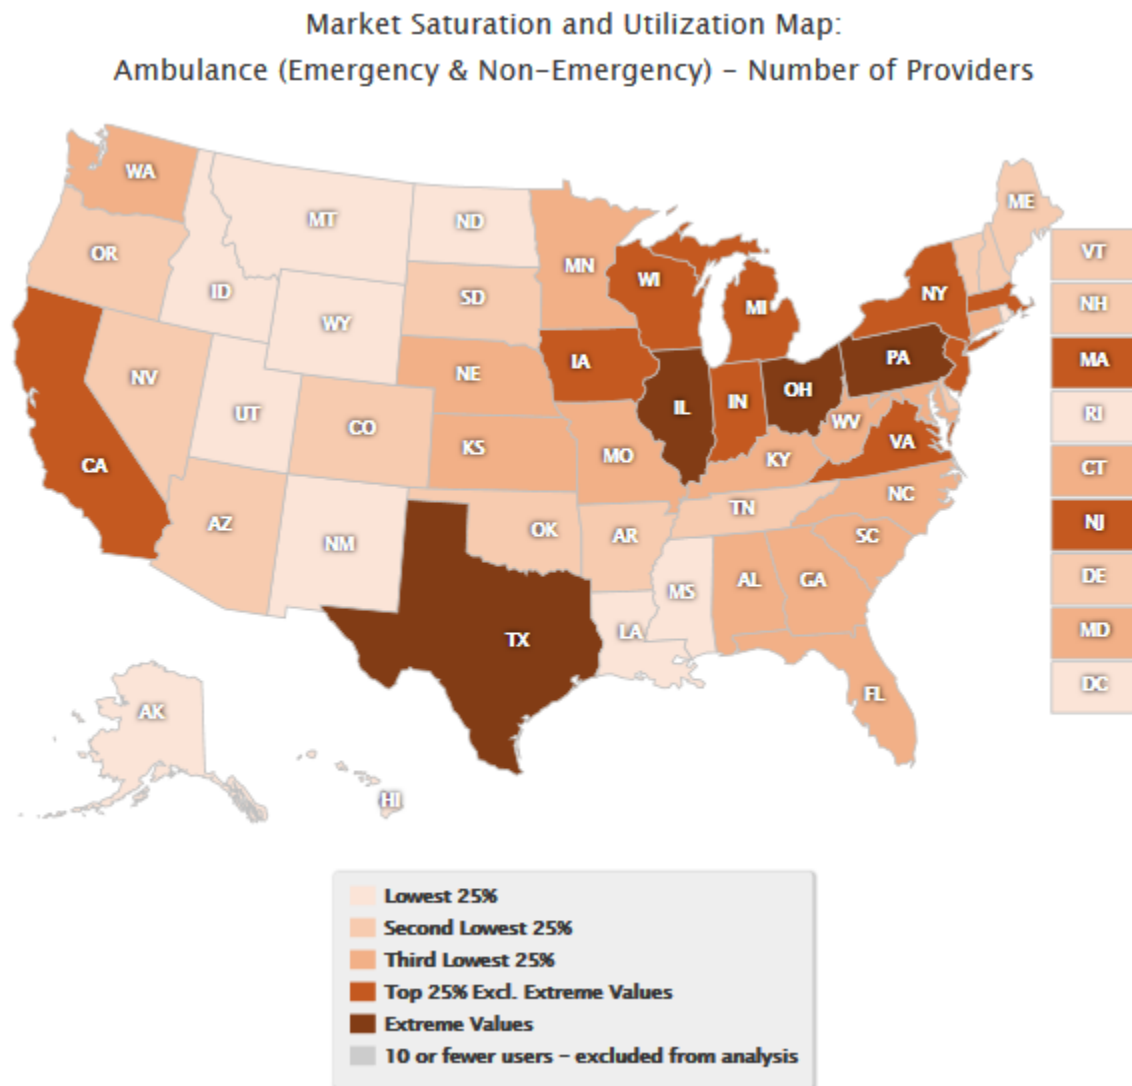 Market Saturation and Utilization Map:
Ambulance (Emergency & Non-Emergency) - Number of Providers
WA
MT
ND
ME
OR
MN
VT
ID
SD
WI
NY
NH
WY
MI
MA
NV
NE
IA
PA
UT
CO
IL
IN
OH
RI
CA
KS
MO
WV
VA
CT
KY
AZ
NM
OK
AR
TN
NC
NJ
SC
MS
AL
GA
DE
TX
LA
MD
FL
DC
AK
HI
Lowest 25%
Second Lowest 25%
Third Lowest 25%
Top 25% Excl. Extreme Values
Extreme Values
10 or fewer users - excluded from analysis